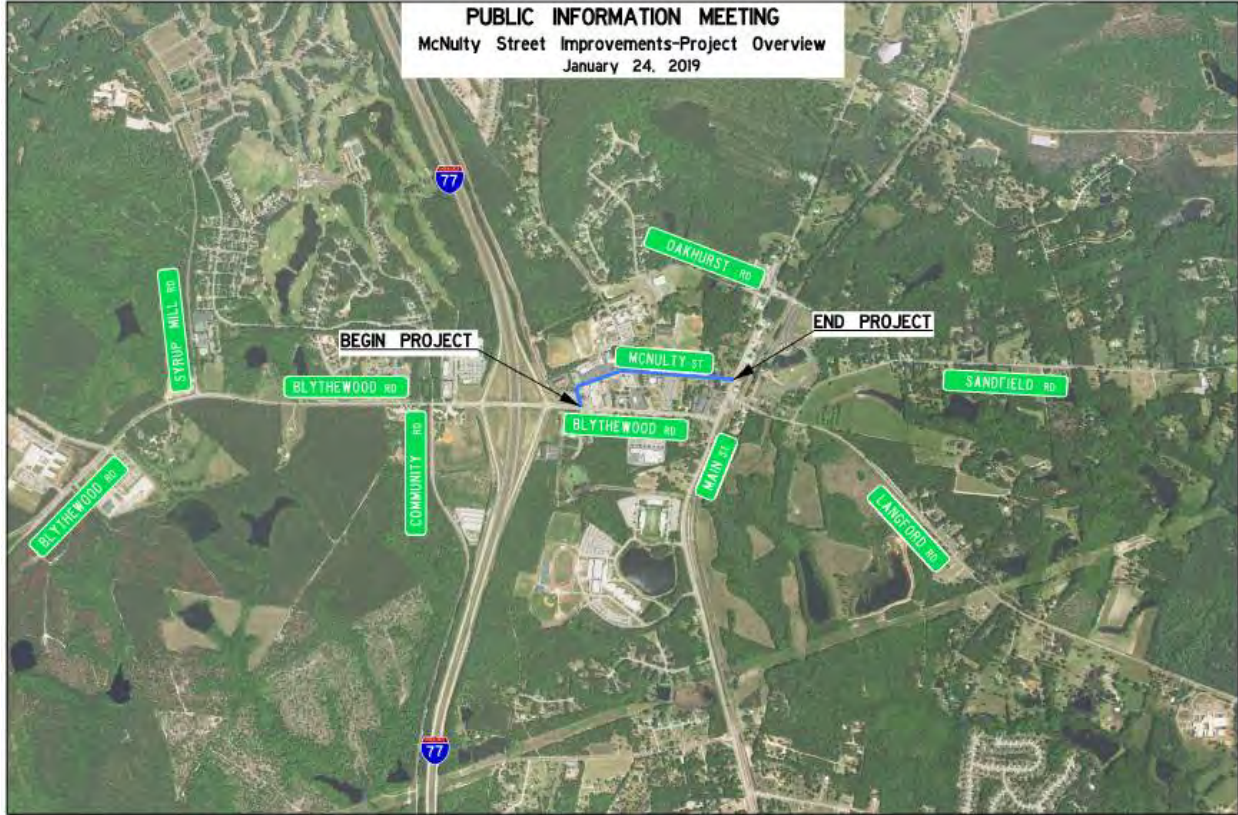 PUBLIC INFORMATION MEETING
McNulty Street Improvements-Project Overview
January 24, 2019
77
OAKHURST RD
SYRUP MILL RD
BEGIN PROJECT
END PROJECT
MCNULTY ST
BLYTHEWOOD RD
SANDFIELD RD
BLYTHEWOOD RD
COMMUNITY RD
MAIN ST
BLYTHEWOOD RD
LANGFORD RD
77